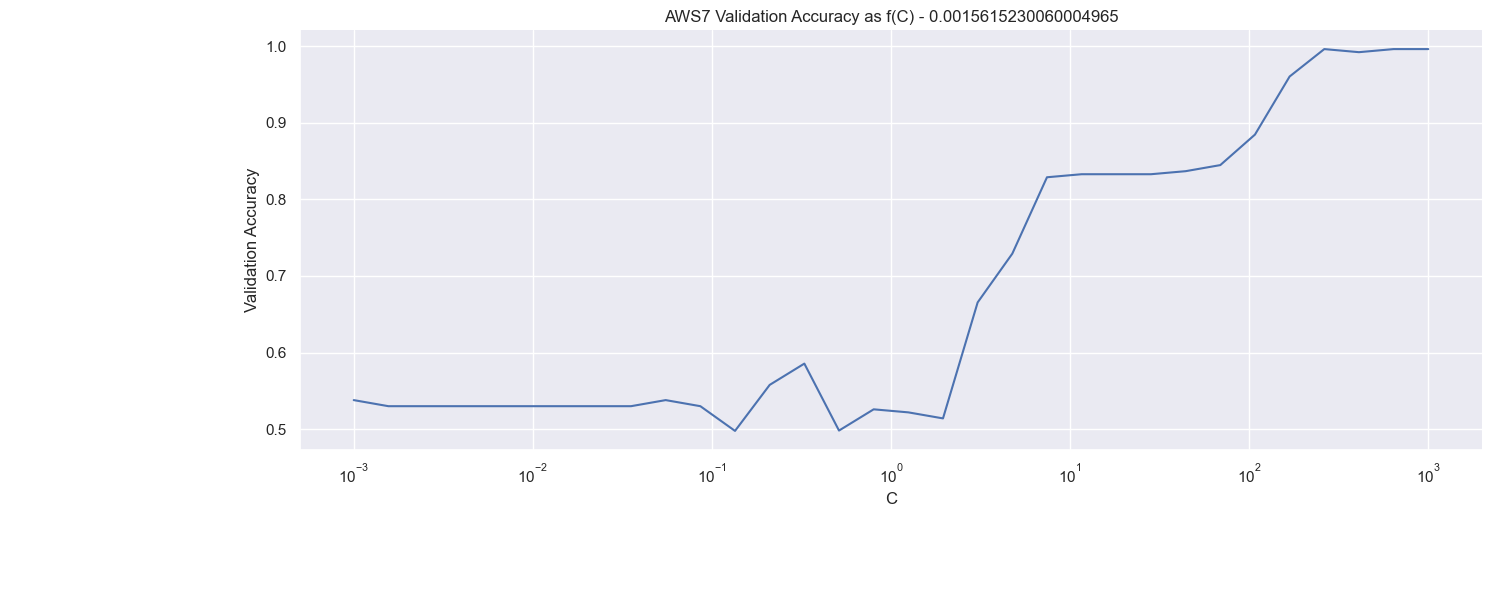 AWS7 Validation Accuracy as f(C) - 0.0015615230060004965
1.0
0.9
0.8
0.7
0.6
0.5
Validation Accuracy
10⁻³ 10⁻² 10⁻¹ 10⁰ 10¹ 10² 10³
C